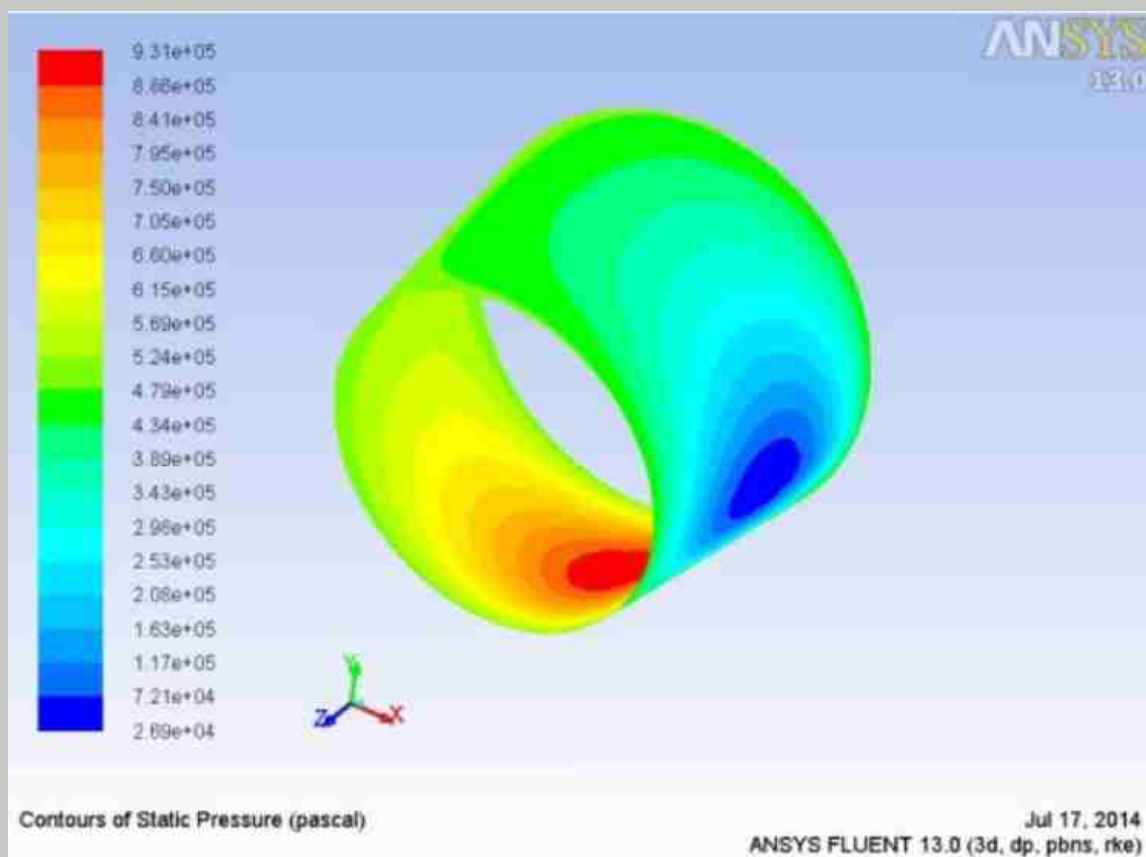 ANSYS
13.0
9.31e+05
8.86e+05
8.41e+05
7.95e+05
7.50e+05
7.05e+05
6.60e+05
6.15e+05
5.69e+05
5.24e+05
4.79e+05
4.34e+05
3.89e+05
3.43e+05
2.98e+05
2.53e+05
2.08e+05
1.63e+05
1.17e+05
7.21e+04
2.69e+04
Y
Z X
Contours of Static Pressure (pascal)
Jul 17, 2014
ANSYS FLUENT 13.0 (3d, dp, pbns, rke)